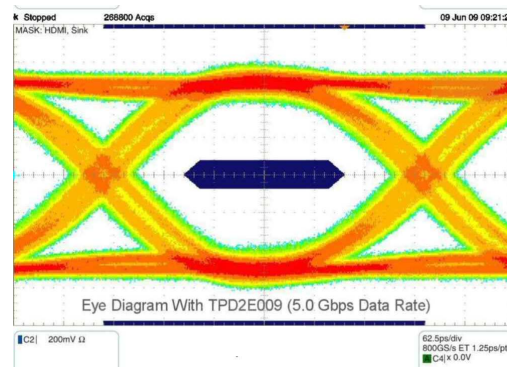 k Stopped 268800 Acqs 09 Jun 09 09:21:2
MASK: HDMI, Sink
Eye Diagram With TPD2E009 (5.0 Gbps Data Rate)
C2 200mV Ω
62.5ps/div
800GS/s ET 1.25ps/pt
A C4 x 0.0V